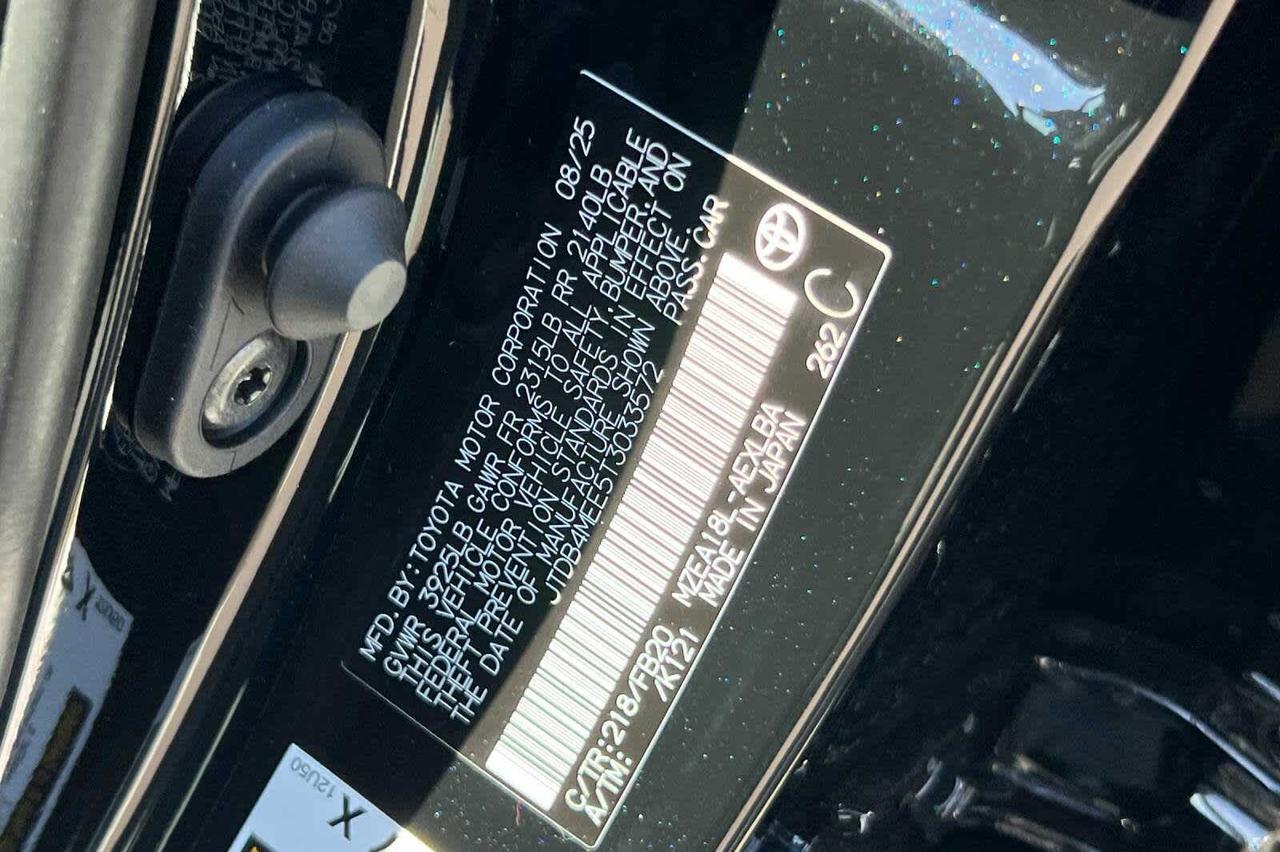 MFD. BY: TOYOTA MOTOR CORPORATION 08/25
GVWR 3925LB GAWR FR 2315LB RR 2140LB
THIS VEHICLE CONFORMS TO ALL APPLICABLE
FEDERAL MOTOR VEHICLE SAFETY, BUMPER, AND
THEFT PREVENTION STANDARDS IN EFFECT ON
THE DATE OF MANUFACTURE SHOWN ABOVE.
JTDB4MEE5T3033572 PASS. CAR
C/TR:218/FB20 MZEA18L-AEXLBA 262 C
A/TM: /K121 MADE IN JAPAN
X 12U50
X